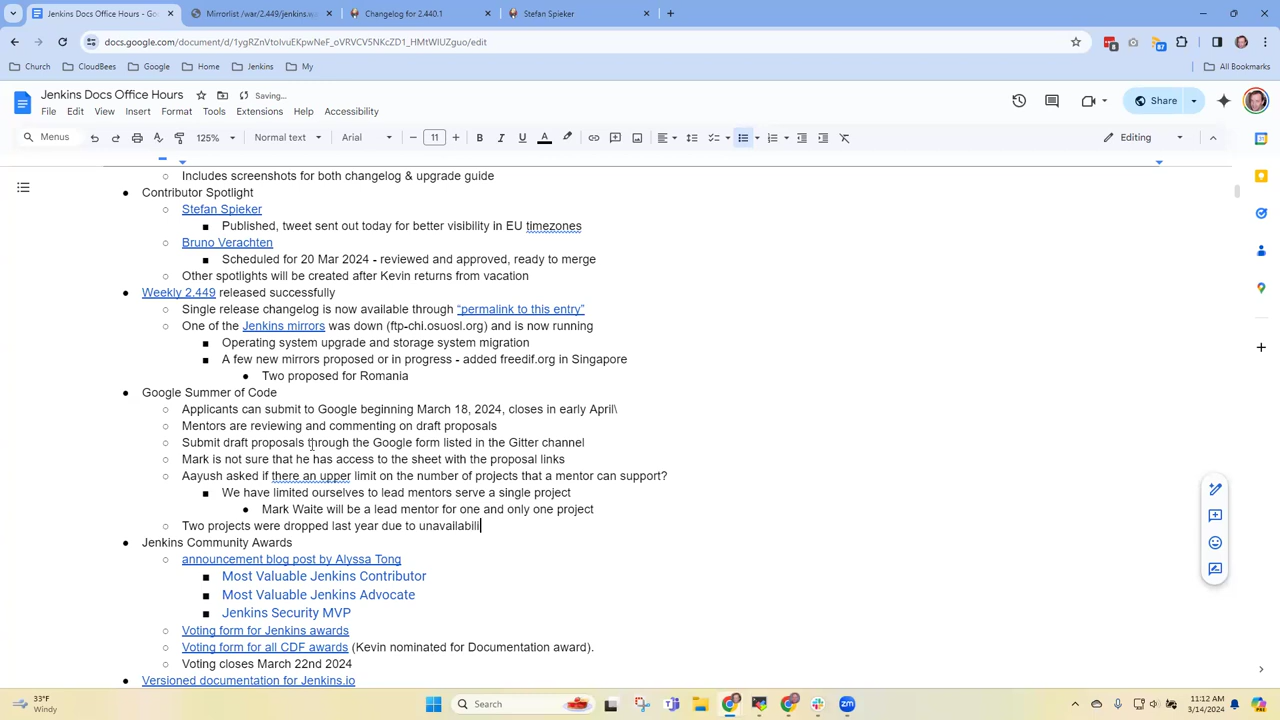 Jenkins Docs Office Hours
Mirrorlist /war/2.449/jenkins.w
Changelog for 2.440.1
Stefan Spieker
docs.google.com/document/d/1ygRZnVtolvuEKpwNeF_oVRVCV5NKcZD1_HMtWlUZguo/edit
Church
CloudBees
Google
Home
Jenkins
My
All Bookmarks
Jenkins Docs Office Hours
Saving...
File Edit View Insert Format Tools Extensions Help Accessibility
Share
Menus
125%
Normal text
Arial
11
Editing
Includes screenshots for both changelog & upgrade guide
Contributor Spotlight
Stefan Spieker
Published, tweet sent out today for better visibility in EU timezones
Bruno Verachten
Scheduled for 20 Mar 2024 - reviewed and approved, ready to merge
Other spotlights will be created after Kevin returns from vacation
Weekly 2.449 released successfully
Single release changelog is now available through “permalink to this entry”
One of the Jenkins mirrors was down (ftp-chi.osuosl.org) and is now running
Operating system upgrade and storage system migration
A few new mirrors proposed or in progress - added freedif.org in Singapore
Two proposed for Romania
Google Summer of Code
Applicants can submit to Google beginning March 18, 2024, closes in early April\
Mentors are reviewing and commenting on draft proposals
Submit draft proposals through the Google form listed in the Gitter channel
Mark is not sure that he has access to the sheet with the proposal links
Aayush asked if there an upper limit on the number of projects that a mentor can support?
We have limited ourselves to lead mentors serve a single project
Mark Waite will be a lead mentor for one and only one project
Two projects were dropped last year due to unavailabili
Jenkins Community Awards
announcement blog post by Alyssa Tong
Most Valuable Jenkins Contributor
Most Valuable Jenkins Advocate
Jenkins Security MVP
Voting form for Jenkins awards
Voting form for all CDF awards (Kevin nominated for Documentation award).
Voting closes March 22nd 2024
Versioned documentation for Jenkins.io
33°F
Windy
Search
11:12 AM
3/14/2024